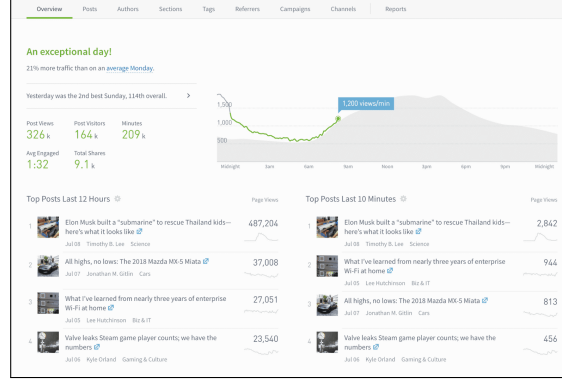 Overview Posts Authors Sections Tags Referrers Campaigns Channels Reports
An exceptional day!
21% more traffic than on an average Monday.
Yesterday was the 2nd best Sunday, 114th overall. >
Post Views Post Visitors Minutes
326 k 164 k 209 k
Avg Engaged Total Shares
1:32 9.1 k
1,200 views/min
1,500
1,000
500
Midnight 3am 6am 9am Noon 3pm 6pm 9pm Midnight
Top Posts Last 12 Hours Page Views
1 Elon Musk built a "submarine" to rescue Thailand kids— 487,204
here's what it looks like
Jul 08 Timothy B. Lee Science
2 All highs, no lows: The 2018 Mazda MX-5 Miata 37,008
Jul 07 Jonathan M. Gitlin Cars
3 What I've learned from nearly three years of enterprise 27,051
Wi-Fi at home
Jul 05 Lee Hutchinson Biz & IT
4 Valve leaks Steam game player counts; we have the 23,540
numbers
Jul 06 Kyle Orland Gaming & Culture
Top Posts Last 10 Minutes Page Views
1 Elon Musk built a "submarine" to rescue Thailand kids— 2,842
here's what it looks like
Jul 08 Timothy B. Lee Science
2 What I've learned from nearly three years of enterprise 944
Wi-Fi at home
Jul 05 Lee Hutchinson Biz & IT
3 All highs, no lows: The 2018 Mazda MX-5 Miata 813
Jul 07 Jonathan M. Gitlin Cars
4 Valve leaks Steam game player counts; we have the 456
numbers
Jul 06 Kyle Orland Gaming & Culture